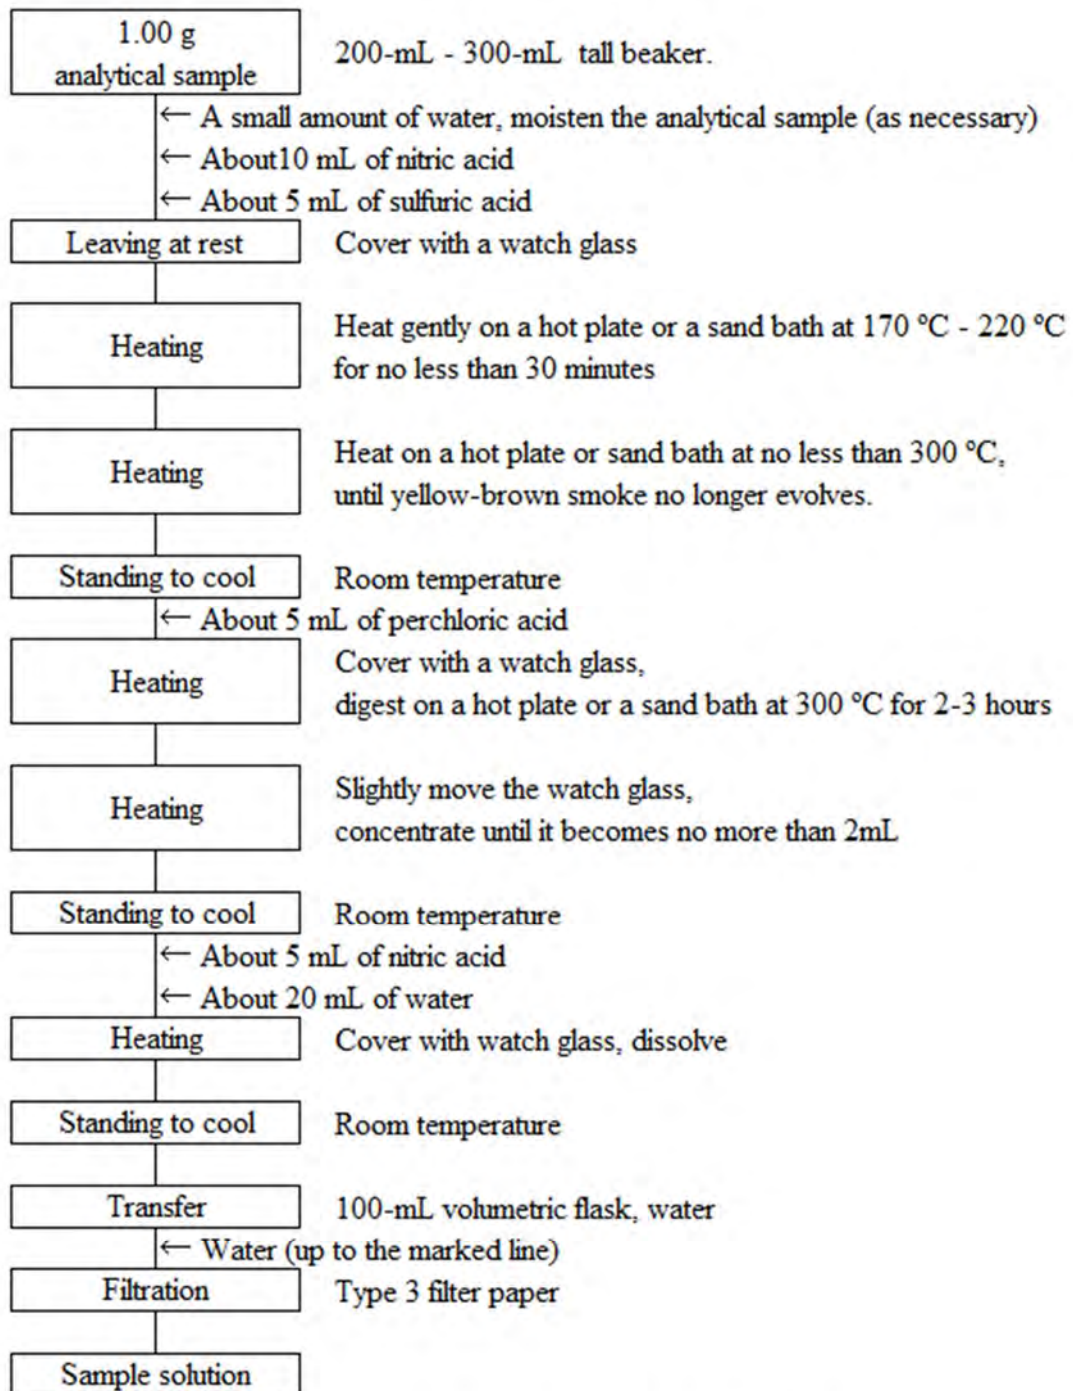 1.00 g
analytical sample
200-mL - 300-mL tall beaker.
← A small amount of water, moisten the analytical sample (as necessary)
← About10 mL of nitric acid
← About 5 mL of sulfuric acid
Leaving at rest
Cover with a watch glass
Heating
Heat gently on a hot plate or a sand bath at 170 ºC - 220 ºC
for no less than 30 minutes
Heating
Heat on a hot plate or sand bath at no less than 300 ºC,
until yellow-brown smoke no longer evolves.
Standing to cool
Room temperature
← About 5 mL of perchloric acid
Heating
Cover with a watch glass,
digest on a hot plate or a sand bath at 300 ºC for 2-3 hours
Heating
Slightly move the watch glass,
concentrate until it becomes no more than 2mL
Standing to cool
Room temperature
← About 5 mL of nitric acid
← About 20 mL of water
Heating
Cover with watch glass, dissolve
Standing to cool
Room temperature
Transfer
100-mL volumetric flask, water
← Water (up to the marked line)
Filtration
Type 3 filter paper
Sample solution